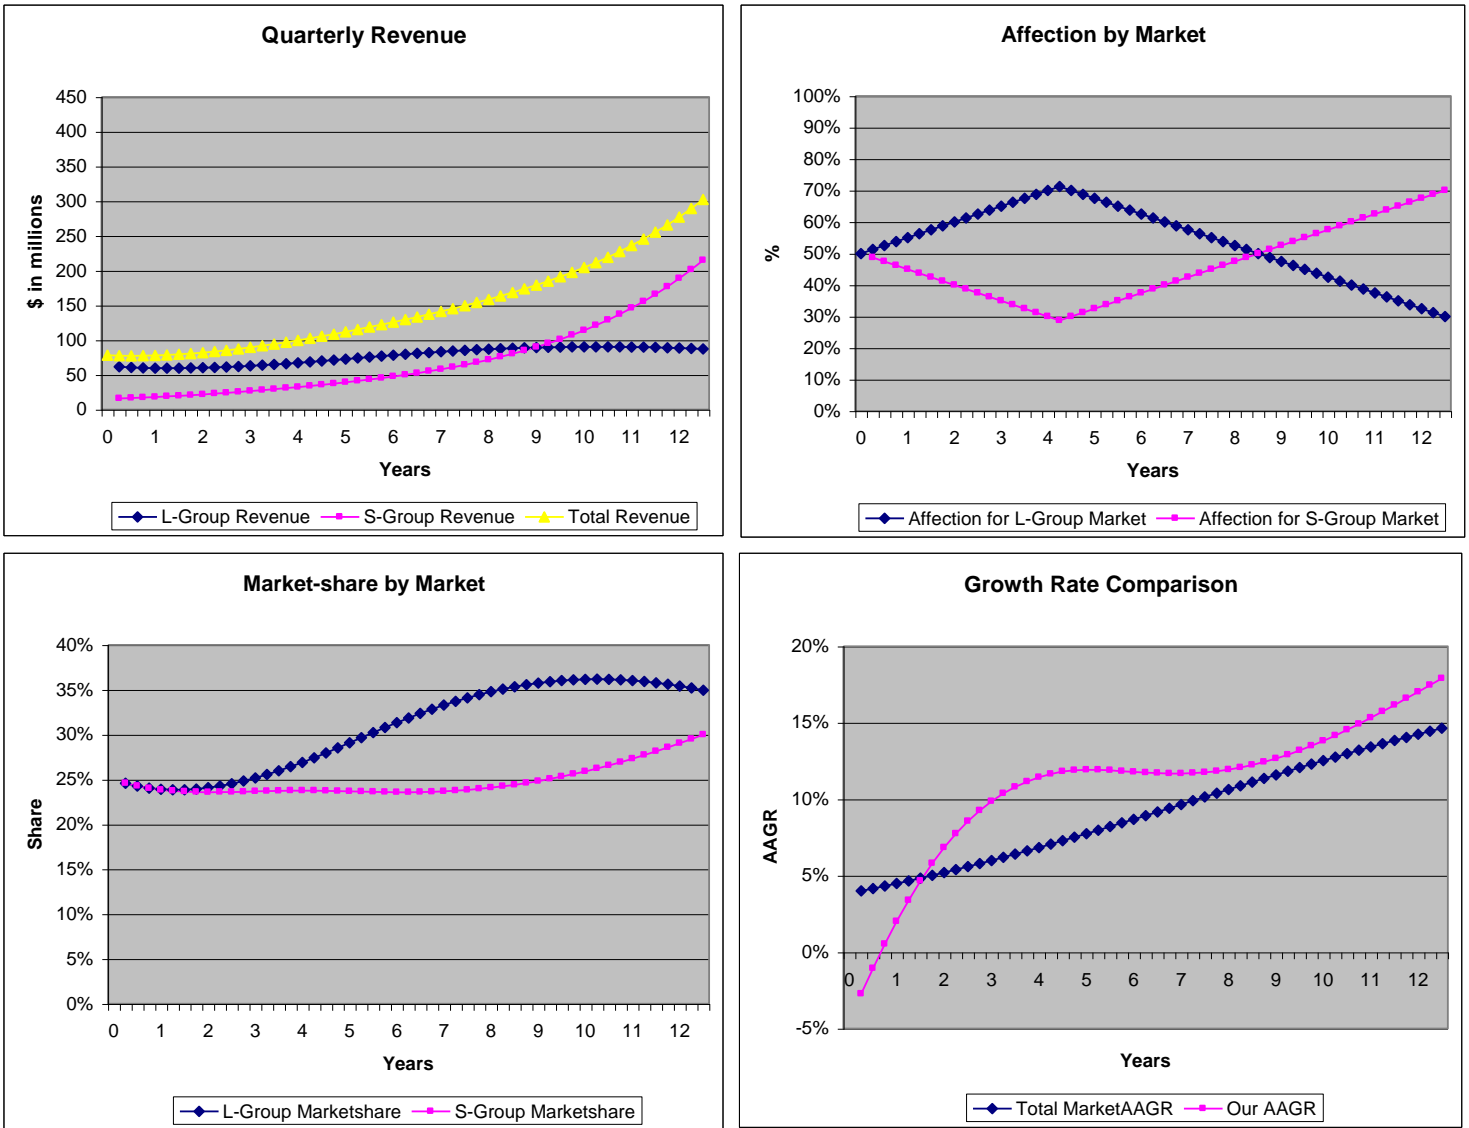 Quarterly Revenue
450
400
350
300
250
200
150
100
50
0
$ in millions
0 1 2 3 4 5 6 7 8 9 10 11 12
Years
L-Group Revenue S-Group Revenue Total Revenue
Affection by Market
100%
90%
80%
70%
60%
50%
40%
30%
20%
10%
0%
%
0 1 2 3 4 5 6 7 8 9 10 11 12
Years
Affection for L-Group Market Affection for S-Group Market
Market-share by Market
40%
35%
30%
25%
20%
15%
10%
5%
0%
Share
0 1 2 3 4 5 6 7 8 9 10 11 12
Years
L-Group Marketshare S-Group Marketshare
Growth Rate Comparison
20%
15%
10%
5%
0%
-5%
AAGR
0 1 2 3 4 5 6 7 8 9 10 11 12
Years
Total MarketAAGR Our AAGR